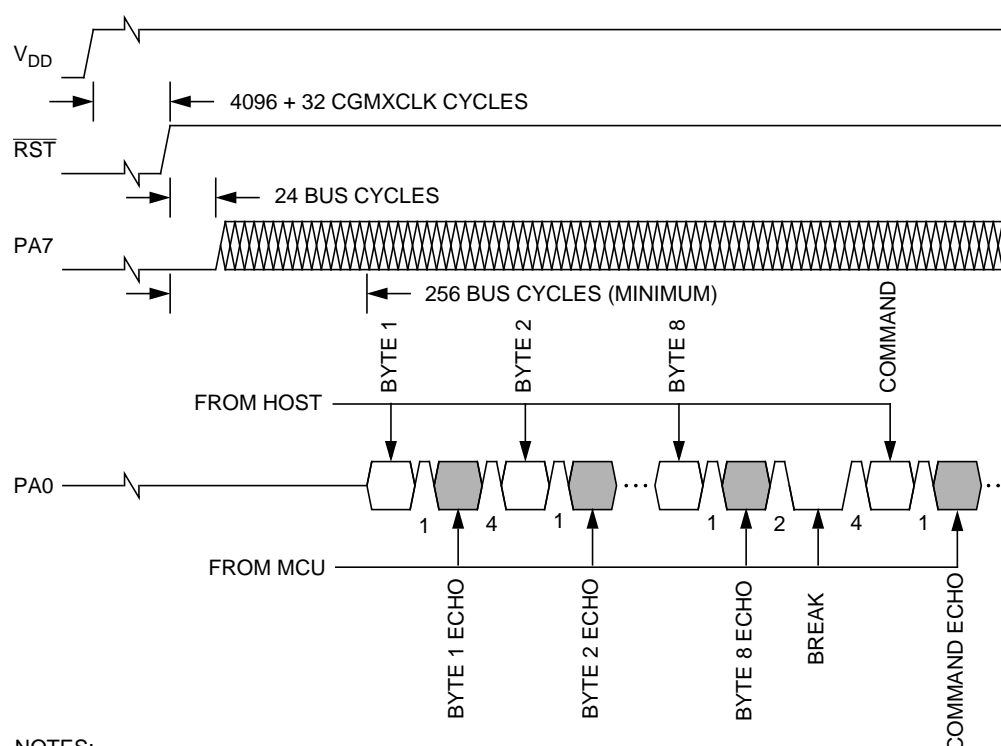 VDD
4096 + 32 CGMXCLK CYCLES
RST
24 BUS CYCLES
PA7
256 BUS CYCLES (MINIMUM)
BYTE 1
BYTE 2
BYTE 8
COMMAND
FROM HOST
PA0
1
4
1
1
2
4
1
FROM MCU
BYTE 1 ECHO
BYTE 2 ECHO
BYTE 8 ECHO
BREAK
COMMAND ECHO
NOTES: